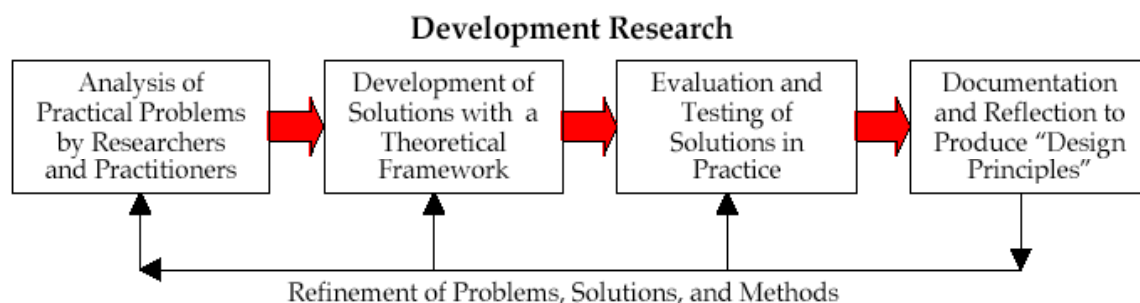 Development Research
Analysis of
Practical Problems
by Researchers
and Practitioners
Development of
Solutions with a
Theoretical
Framework
Evaluation and
Testing of
Solutions in
Practice
Documentation
and Reflection to
Produce “Design
Principles”
Refinement of Problems, Solutions, and Methods